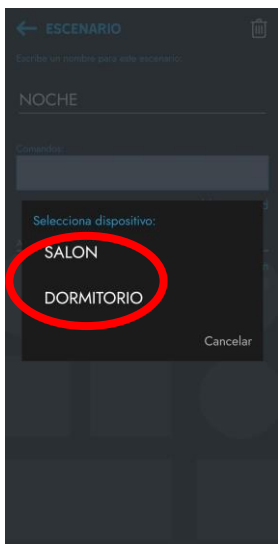 ESCENARIO
Escribe un nombre para este escenario:
NOCHE
Comandos:
Selecciona dispositivo:
SALON
DORMITORIO
Cancelar